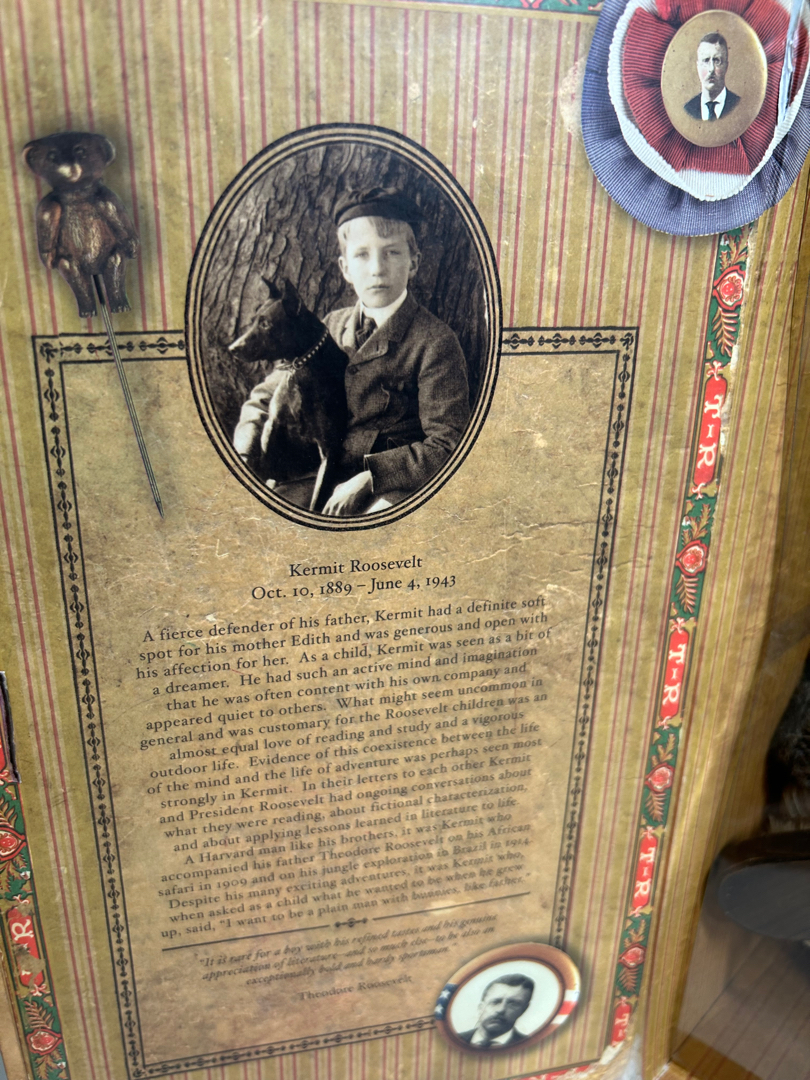 Kermit Roosevelt
Oct. 10, 1889 – June 4, 1943
A fierce defender of his father, Kermit had a definite soft
spot for his mother Edith and was generous and open with
his affection for her. As a child, Kermit was seen as a bit of
a dreamer. He had such an active mind and imagination
that he was often content with his own company and
appeared quiet to others. What might seem uncommon in
general and was customary for the Roosevelt children was an
almost equal love of reading and study and a vigorous
outdoor life. Evidence of this coexistence between the life
of the mind and the life of adventure was perhaps seen most
strongly in Kermit. In their letters to each other Kermit
and President Roosevelt had ongoing conversations about
what they were reading, about fictional characterization,
and about applying lessons learned in literature to life.
A Harvard man like his brothers, it was Kermit who
accompanied his father Theodore Roosevelt on his African
safari in 1909 and on his jungle exploration in Brazil in 1914.
Despite his many exciting adventures, it was Kermit who,
when asked as a child what he wanted to be when he grew
up, said, "I want to be a plain man with bunnies, like father."
"It is rare for a boy with his refined tastes and his genuine
appreciation of literature–and so much else–to be also an
exceptionally bold and hardy sportsman."
Theodore Roosevelt
T-R
T-R
T-R
T-
R